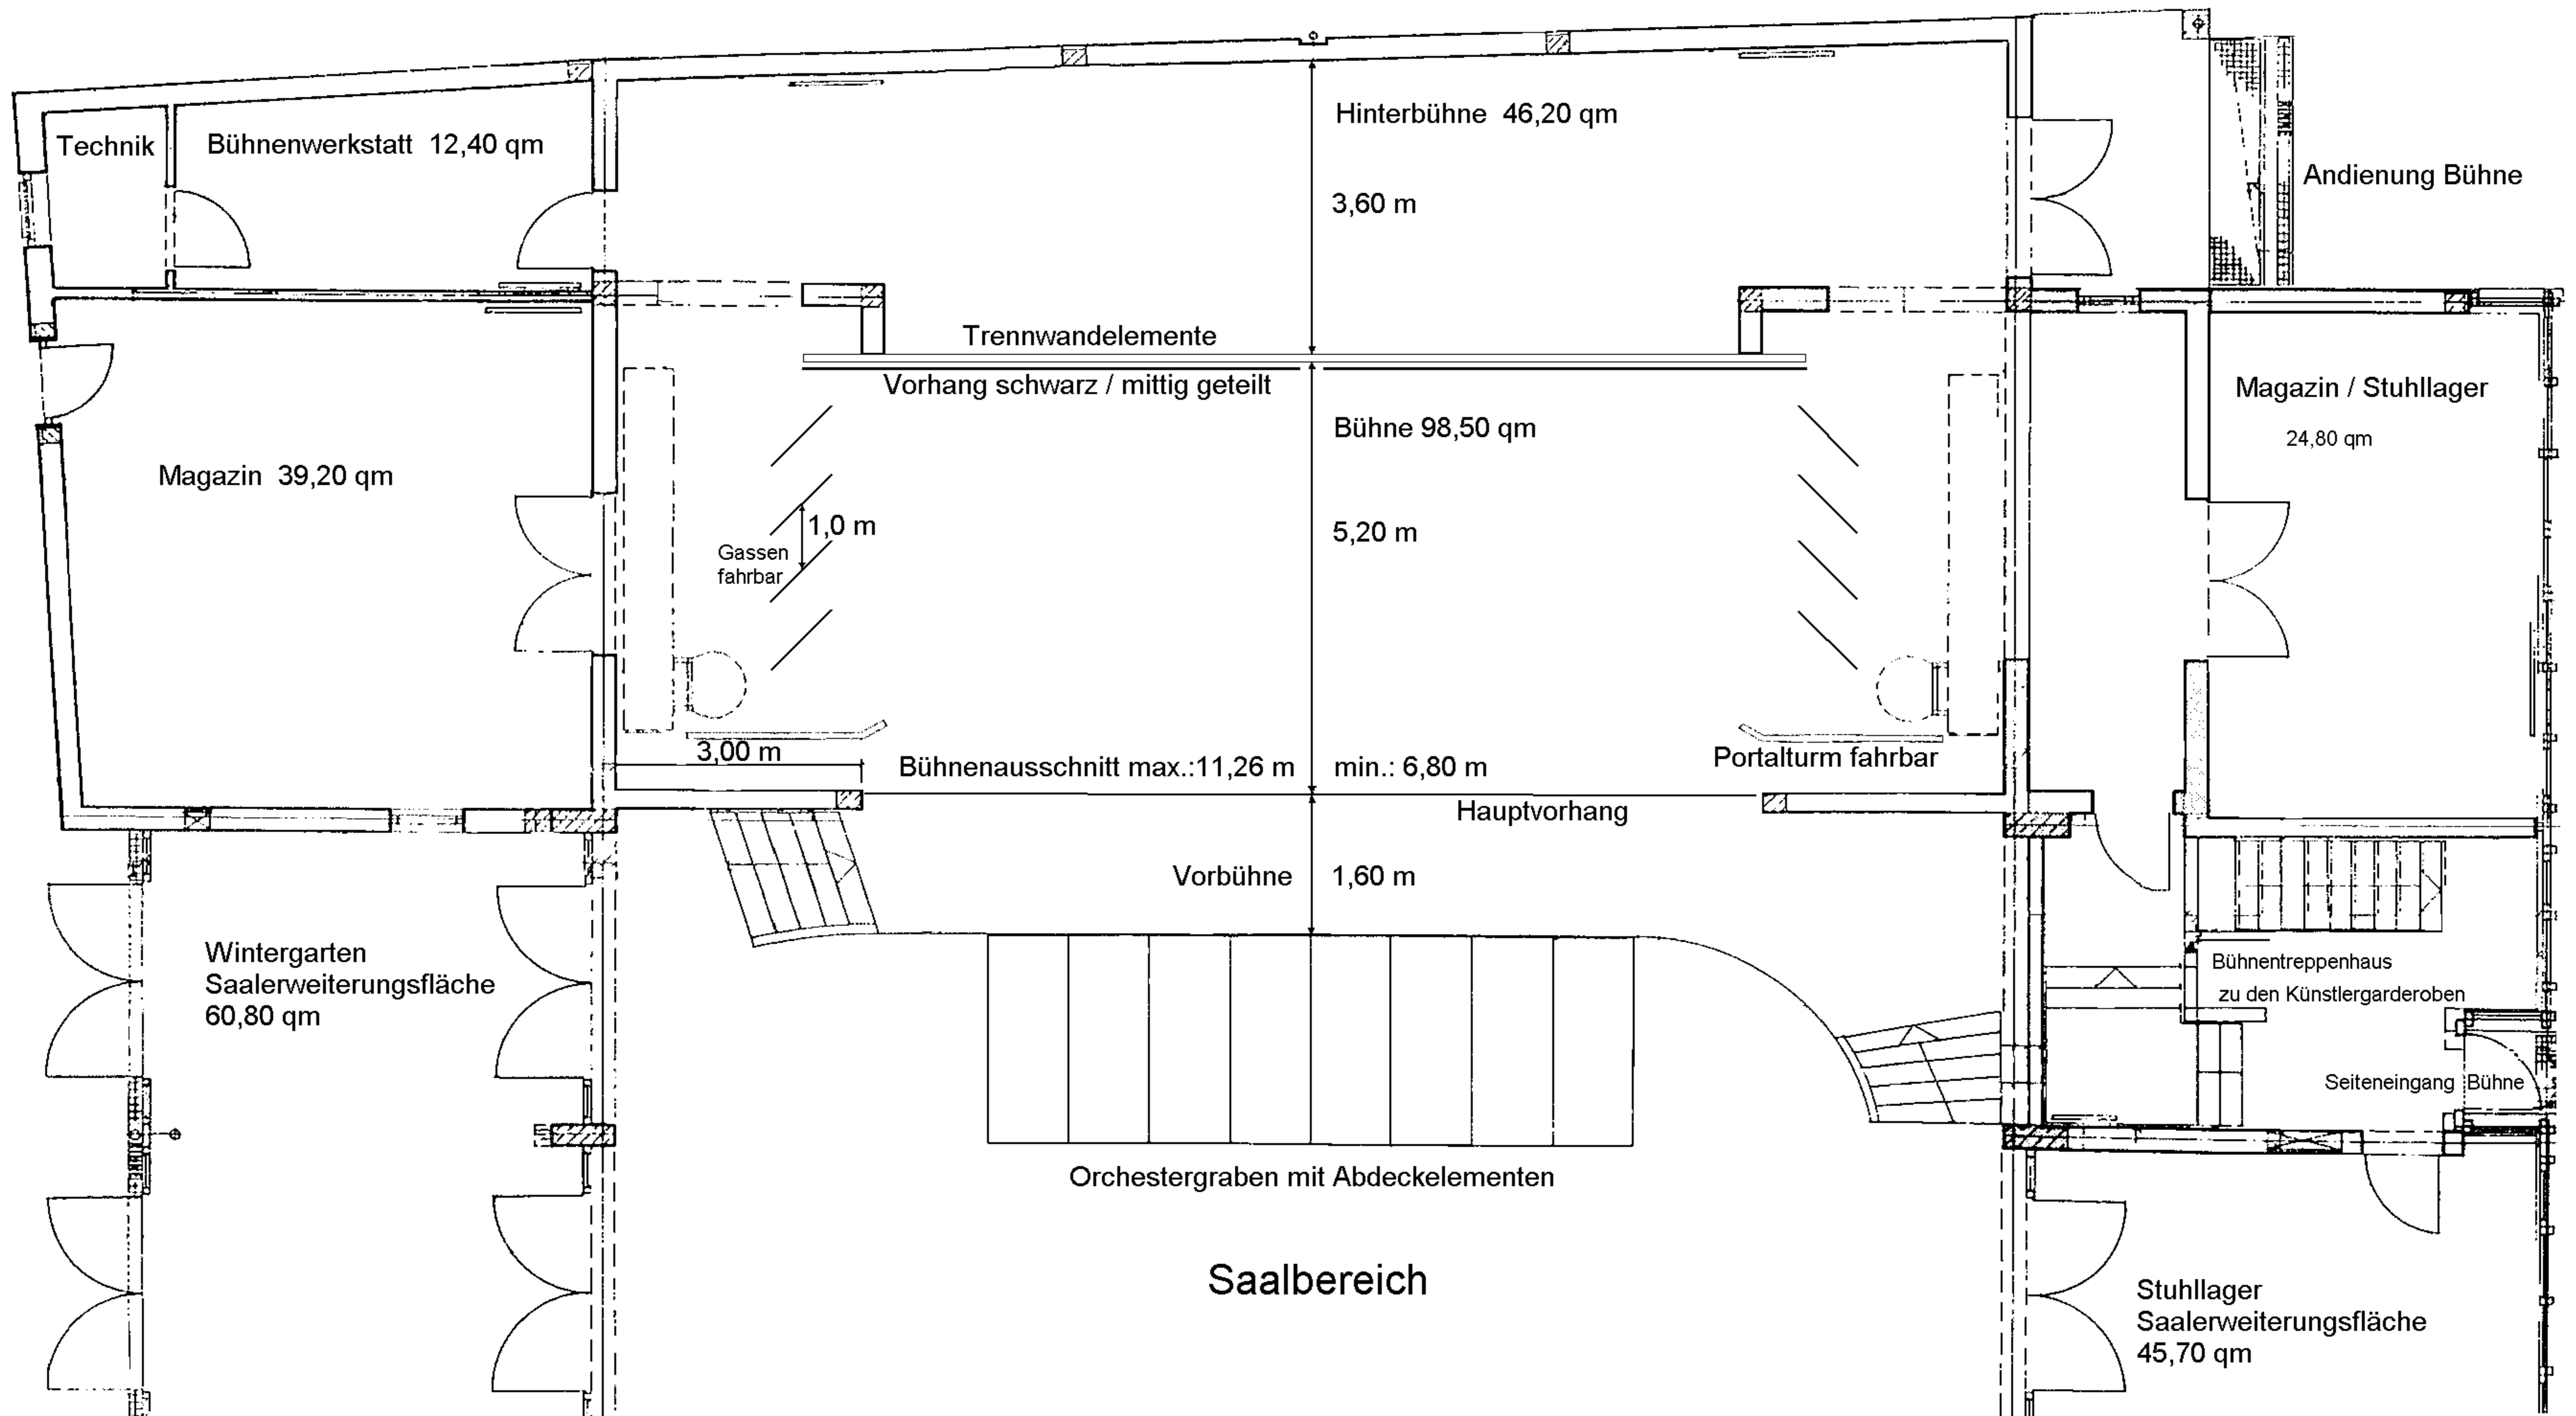 Technik
Bühnenwerkstatt 12,40 qm
Hinterbühne 46,20 qm
3,60 m
Andienung Bühne
Trennwandelemente
Vorhang schwarz / mittig geteilt
Magazin / Stuhllager
24,80 qm
Bühne 98,50 qm
Magazin 39,20 qm
1,0 m
5,20 m
Gassen
fahrbar
3,00 m
Bühnenausschnitt max.:11,26 m min.: 6,80 m
Portalturm fahrbar
Hauptvorhang
Vorbühne 1,60 m
Wintergarten
Saalerweiterungsfläche
60,80 qm
Bühnentreppenhaus
zu den Künstlergarderoben
Seiteneingang Bühne
Orchestergraben mit Abdeckelementen
Saalbereich
Stuhllager
Saalerweiterungsfläche
45,70 qm